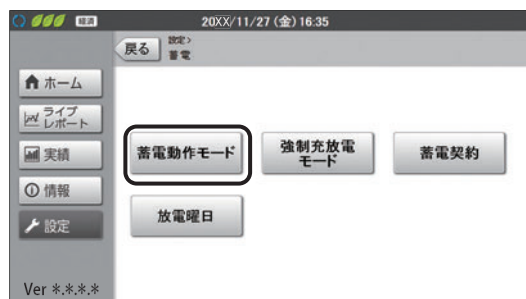 経済
20XX/11/27 (金) 16:35
戻る
設定>
蓄電
ホーム
ライブ
レポート
実績
情報
設定
Ver *.*.*.*
蓄電動作モード
強制充放電
モード
蓄電契約
放電曜日